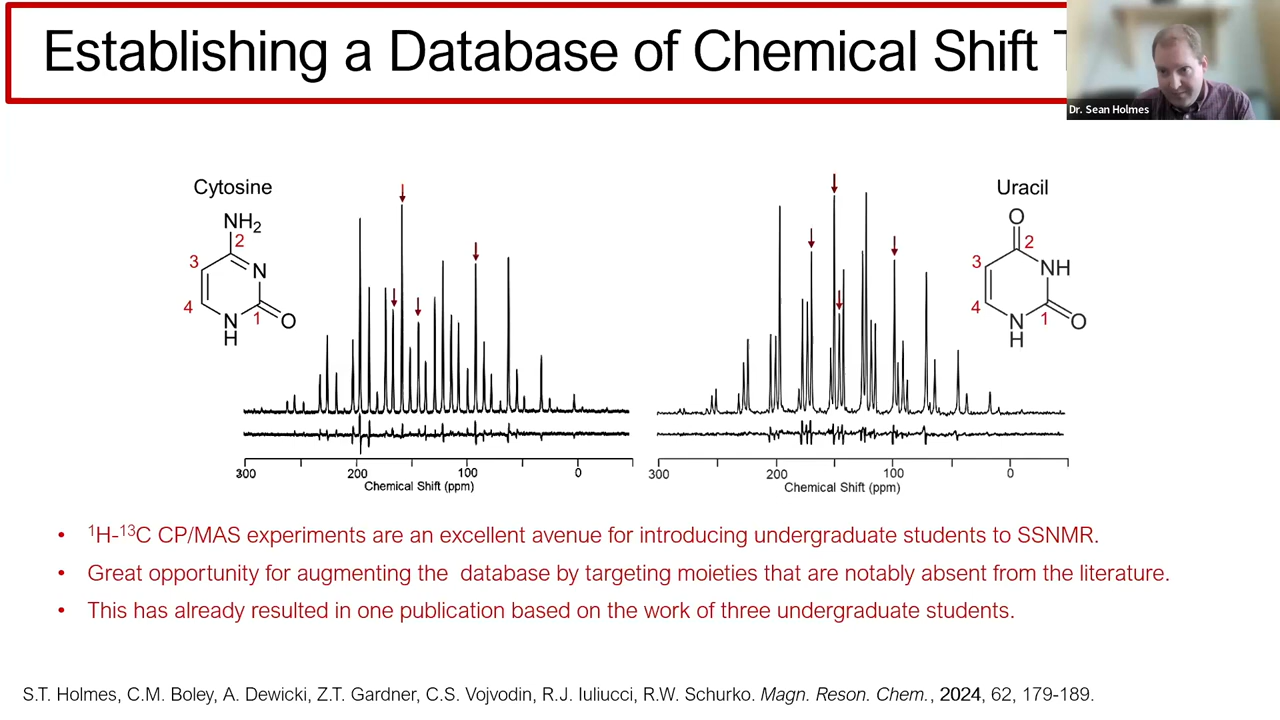 Establishing a Database of Chemical Shift
Dr. Sean Holmes
Cytosine
NH2
2
3
N
4
1
O
N
H
300
200
100
0
Chemical Shift (ppm)
Uracil
O
2
3
NH
4
1
O
N
H
300
200
100
0
Chemical Shift (ppm)
• 1H-13C CP/MAS experiments are an excellent avenue for introducing undergraduate students to SSNMR.
• Great opportunity for augmenting the database by targeting moieties that are notably absent from the literature.
• This has already resulted in one publication based on the work of three undergraduate students.
S.T. Holmes, C.M. Boley, A. Dewicki, Z.T. Gardner, C.S. Vojvodin, R.J. Iuliucci, R.W. Schurko. Magn. Reson. Chem., 2024, 62, 179-189.